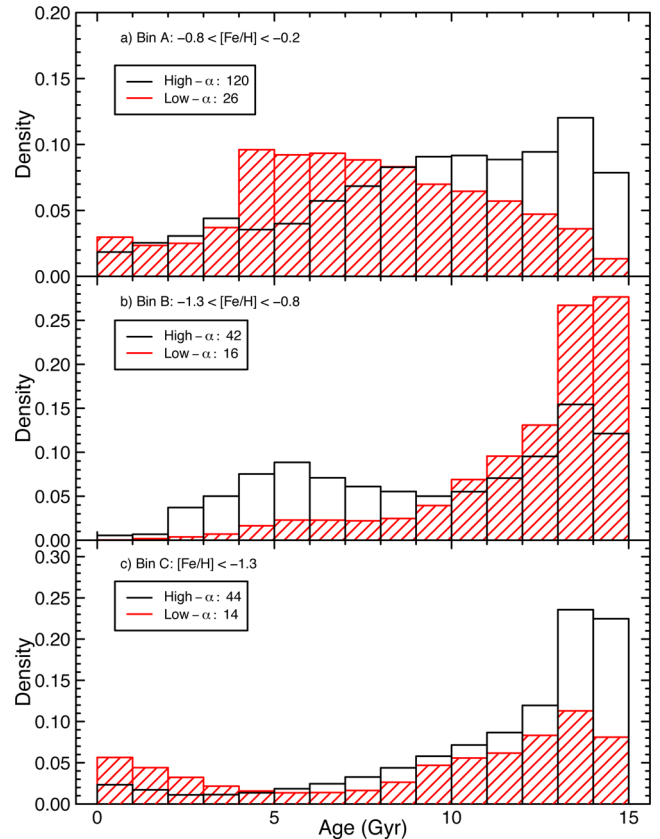 0.20
a) Bin A: −0.8 < [Fe/H] < −0.2
0.15
High−α: 120
Low−α: 26
Density
0.10
0.05
0.00
b) Bin B: −1.3 < [Fe/H] < −0.8
0.25
High−α: 42
Low−α: 16
0.20
Density
0.15
0.10
0.05
0.00
c) Bin C: [Fe/H] < −1.3
0.30
High−α: 44
Low−α: 14
0.25
0.20
Density
0.15
0.10
0.05
0.00
0 5 10 15
Age (Gyr)